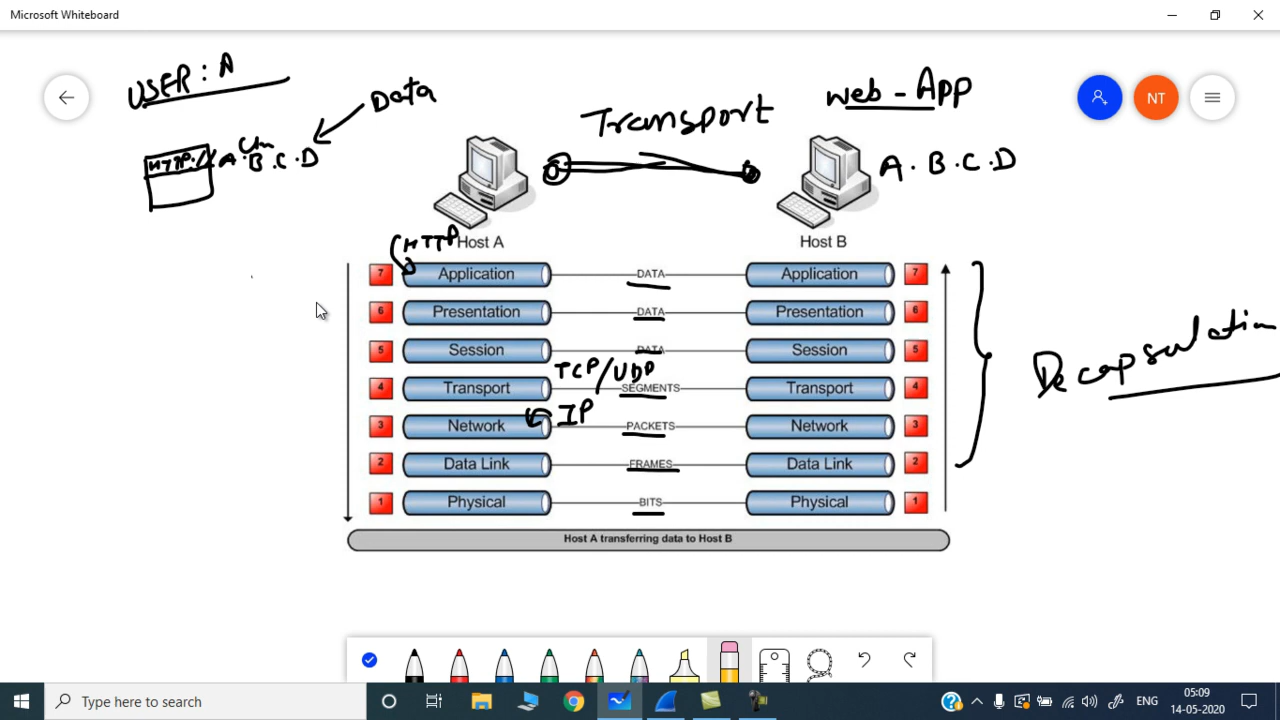 Microsoft Whiteboard
USER : A
Data
Transport
Web - App
NT
HTTP://A.B.C.D
A.B.C.D
HTTP
Host A
Host B
7 Application DATA Application 7
6 Presentation DATA Presentation 6
5 Session DATA Session 5
TCP/UDP
4 Transport SEGMENTS Transport 4
IP
3 Network PACKETS Network 3
2 Data Link FRAMES Data Link 2
1 Physical BITS Physical 1
Decapsulation
Host A transferring data to Host B
Type here to search
ENG
05:09
14-05-2020